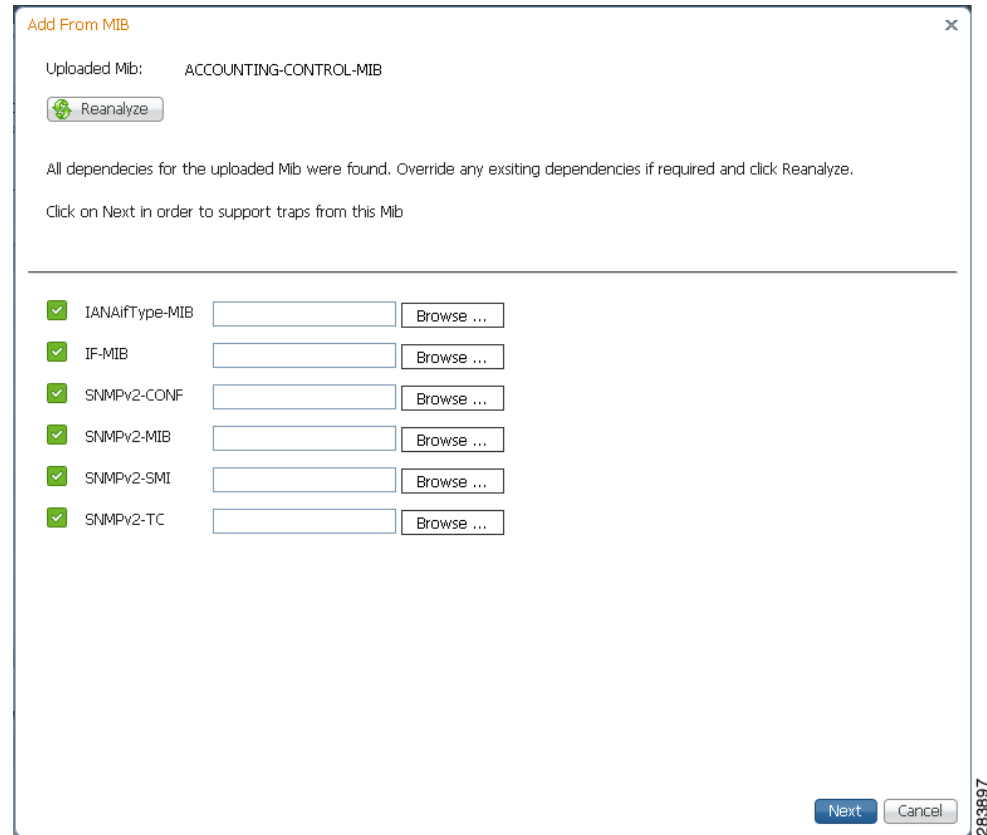 Add From MIB
Uploaded Mib: ACCOUNTING-CONTROL-MIB
Reanalyze
All dependecies for the uploaded Mib were found. Override any exsiting dependencies if required and click Reanalyze.
Click on Next in order to support traps from this Mib
IANAifType-MIB Browse ...
IF-MIB Browse ...
SNMPv2-CONF Browse ...
SNMPv2-MIB Browse ...
SNMPv2-SMI Browse ...
SNMPv2-TC Browse ...
Next Cancel
283897